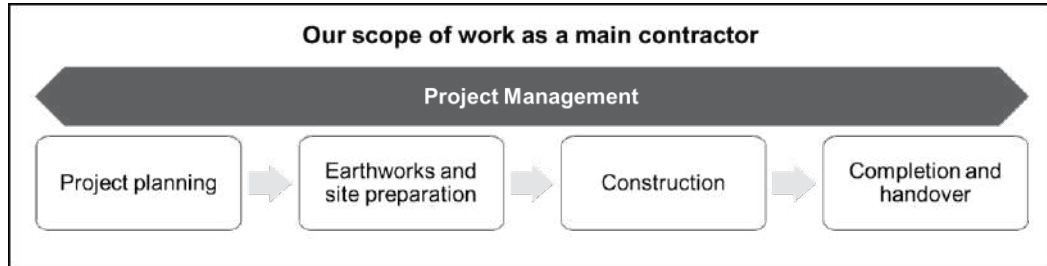 Our scope of work as a main contractor
Project Management
Project planning
Earthworks and
site preparation
Construction
Completion and
handover